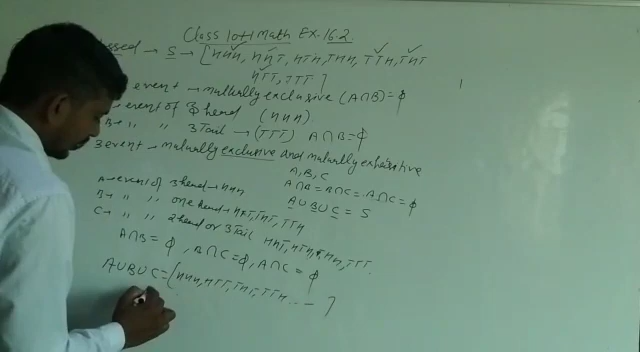 Class 10+1 Math Ex. 16.2.
→ S → [HHH, HHT, HTH, THH, TTH, THT
HTT, TTT]
event → mutually exclusive (A∩B) = ϕ
event of 3 head (HHH)
B → " " 3 Tail → (TTT) A∩B = ϕ
3 event → mutually exclusive and mutually exhaustive
A, B, C
A∩B = B∩C = A∩C = ϕ
A∪B∪C = S
A → event of 3 head → HHH
B → " " one head → HTT, THT, TTH
C → " " 2 head or 3 Tail HHT, HTH, THH, TTT.
A∩B = ϕ, B∩C = ϕ, A∩C = ϕ
A∪B∪C = [HHH, HTT, THT, TTH ... - ]